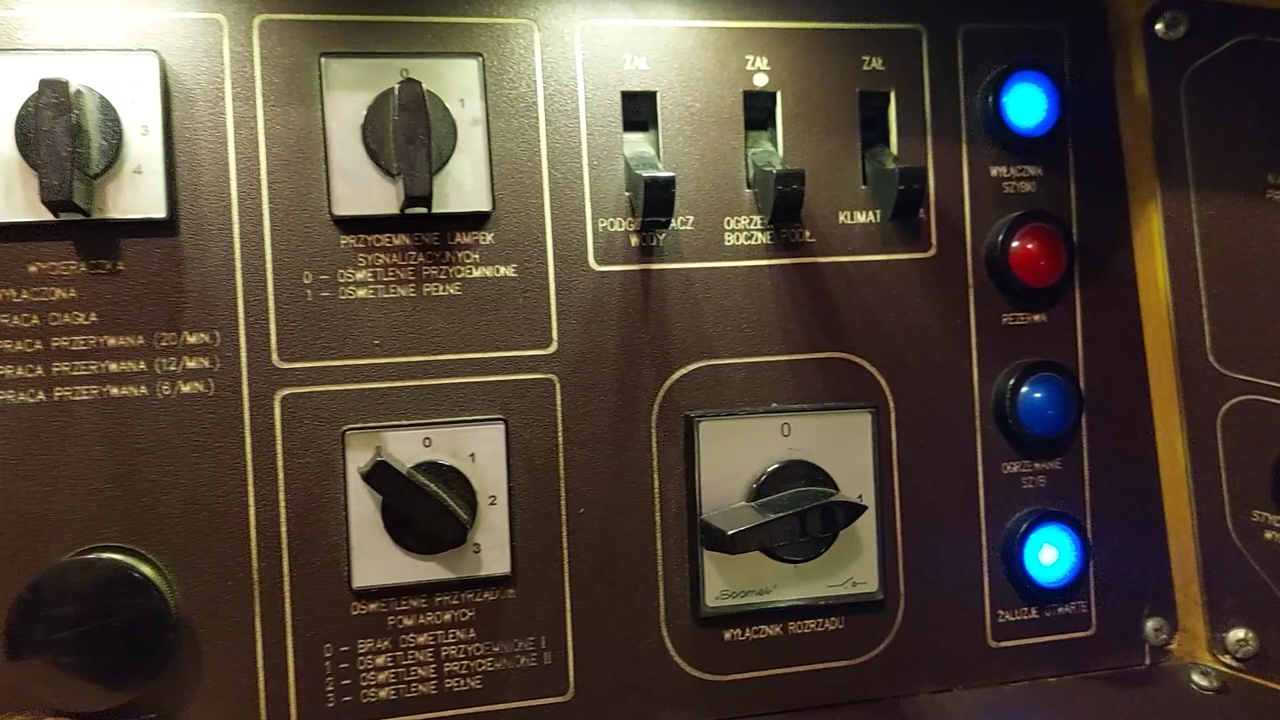 3
4
WYCIERACZKA
WYŁĄCZONA
PRACA CIĄGŁA
PRACA PRZERYWANA (20/MIN.)
PRACA PRZERYWANA (12/MIN.)
PRACA PRZERYWANA (6/MIN.)
0
1
PRZYCIEMNIENIE LAMPEK
SYGNALIZACYJNYCH
0 - OŚWIETLENIE PRZYCIEMNIONE
1 - OŚWIETLENIE PEŁNE
ZAŁ
ZAŁ
ZAŁ
WODY
BOCZNE PODŁ.
KLIMAT
0
1
2
3
OŚWIETLENIE PRZYRZĄDÓW
POMIAROWYCH
0 - BRAK OŚWIETLENIA
1 - OŚWIETLENIE PRZYCIEMNIONE I
2 - OŚWIETLENIE PRZYCIEMNIONE II
3 - OŚWIETLENIE PEŁNE
0
1
„Spamel"
WYŁĄCZNIK ROZRZĄDU
WYŁĄCZNIK
SZYBKI
REZERWA
OGRZEWANIE
SZYB
ŻALUZJE OTWARTE